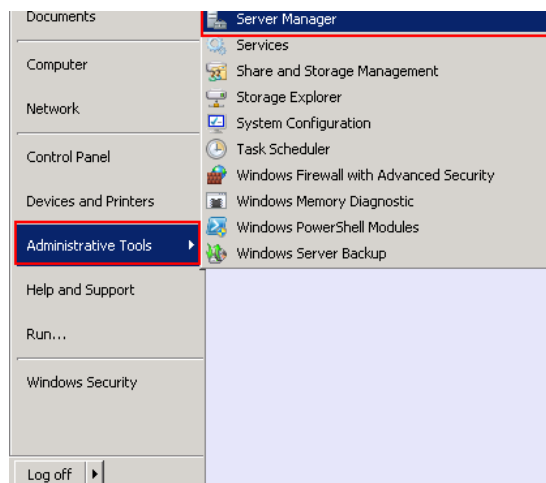 Documents
Computer
Network
Control Panel
Devices and Printers
Administrative Tools
Help and Support
Run...
Windows Security
Log off
Server Manager
Services
Share and Storage Management
Storage Explorer
System Configuration
Task Scheduler
Windows Firewall with Advanced Security
Windows Memory Diagnostic
Windows PowerShell Modules
Windows Server Backup